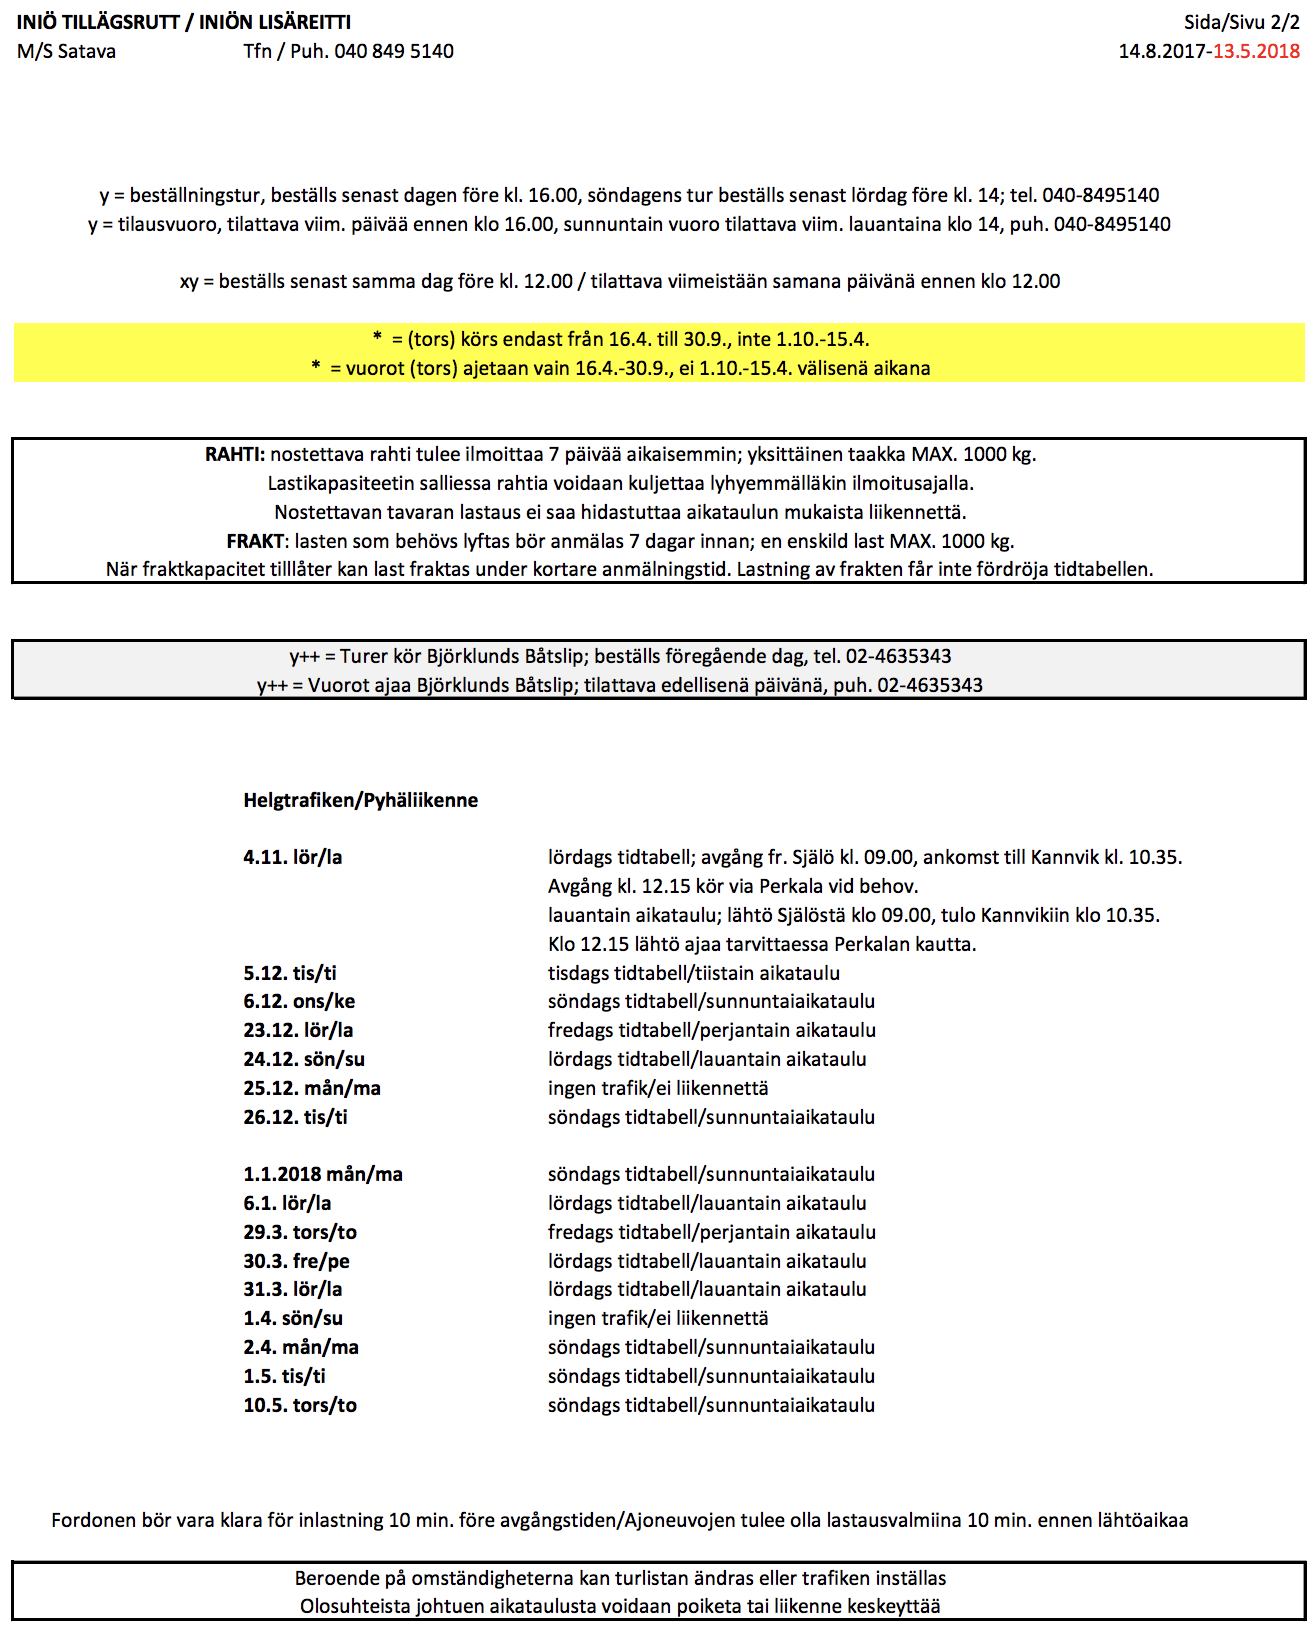 INIÖ TILLÄGSRUTT / INIÖN LISÄREITTI Sida/Sivu 2/2
M/S Satava Tfn / Puh. 040 849 5140 14.8.2017-13.5.2018
y = beställningstur, beställs senast dagen före kl. 16.00, söndagens tur beställs senast lördag före kl. 14; tel. 040-8495140
y = tilausvuoro, tilattava viim. päivää ennen klo 16.00, sunnuntain vuoro tilattava viim. lauantaina klo 14, puh. 040-8495140
xy = beställs senast samma dag före kl. 12.00 / tilattava viimeistään samana päivänä ennen klo 12.00
* = (tors) körs endast från 16.4. till 30.9., inte 1.10.-15.4.
* = vuorot (tors) ajetaan vain 16.4.-30.9., ei 1.10.-15.4. välisenä aikana
RAHTI: nostettava rahti tulee ilmoittaa 7 päivää aikaisemmin; yksittäinen taakka MAX. 1000 kg.
Lastikapasiteetin salliessa rahtia voidaan kuljettaa lyhyemmälläkin ilmoitusajalla.
Nostettavan tavaran lastaus ei saa hidastuttaa aikataulun mukaista liikennettä.
FRAKT: lasten som behövs lyftas bör anmälas 7 dagar innan; en enskild last MAX. 1000 kg.
När fraktkapacitet tilllåter kan last fraktas under kortare anmälningstid. Lastning av frakten får inte fördröja tidtabellen.
y++ = Turer kör Björklunds Båtslip; beställs föregående dag, tel. 02-4635343
y++ = Vuorot ajaa Björklunds Båtslip; tilattava edellisenä päivänä, puh. 02-4635343
Helgtrafiken/Pyhäliikenne
4.11. lör/la lördags tidtabell; avgång fr. Själö kl. 09.00, ankomst till Kannvik kl. 10.35.
Avgång kl. 12.15 kör via Perkala vid behov.
lauantain aikataulu; lähtö Själöstä klo 09.00, tulo Kannvikiin klo 10.35.
Klo 12.15 lähtö ajaa tarvittaessa Perkalan kautta.
5.12. tis/ti tisdags tidtabell/tiistain aikataulu
6.12. ons/ke söndags tidtabell/sunnuntaiaikataulu
23.12. lör/la fredags tidtabell/perjantain aikataulu
24.12. sön/su lördags tidtabell/lauantain aikataulu
25.12. mån/ma ingen trafik/ei liikennettä
26.12. tis/ti söndags tidtabell/sunnuntaiaikataulu
1.1.2018 mån/ma söndags tidtabell/sunnuntaiaikataulu
6.1. lör/la lördags tidtabell/lauantain aikataulu
29.3. tors/to fredags tidtabell/perjantain aikataulu
30.3. fre/pe lördags tidtabell/lauantain aikataulu
31.3. lör/la lördags tidtabell/lauantain aikataulu
1.4. sön/su ingen trafik/ei liikennettä
2.4. mån/ma söndags tidtabell/sunnuntaiaikataulu
1.5. tis/ti söndags tidtabell/sunnuntaiaikataulu
10.5. tors/to söndags tidtabell/sunnuntaiaikataulu
Fordonen bör vara klara för inlastning 10 min. före avgångstiden/Ajoneuvojen tulee olla lastausvalmiina 10 min. ennen lähtöaikaa
Beroende på omständigheterna kan turlistan ändras eller trafiken inställas
Olosuhteista johtuen aikataulusta voidaan poiketa tai liikenne keskeyttää